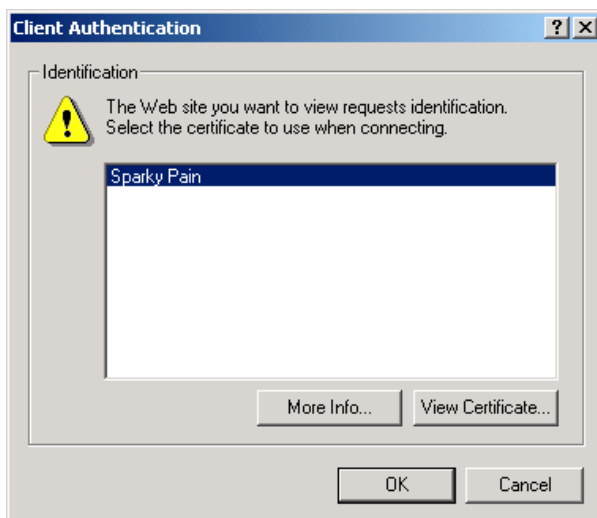 Client Authentication
Identification
The Web site you want to view requests identification.
Select the certificate to use when connecting.
Sparky Pain
More Info... View Certificate...
OK Cancel